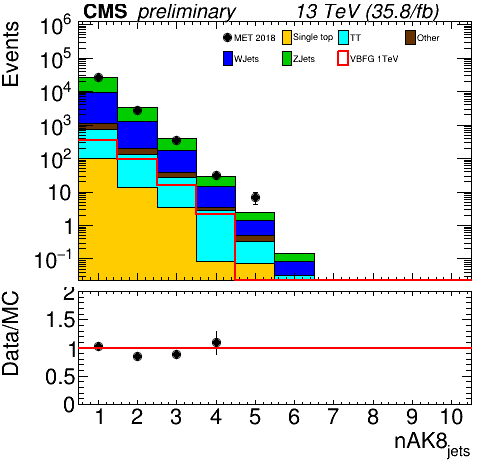 CMS preliminary 13 TeV (35.8/fb)
Events
MET 2018 Single top TT Other
WJets ZJets VBFG 1TeV
10^6
10^5
10^4
10^3
10^2
10
1
10^−1
Data/MC
2
1.5
1
0.5
0
1 2 3 4 5 6 7 8 9 10
nAK8_jets